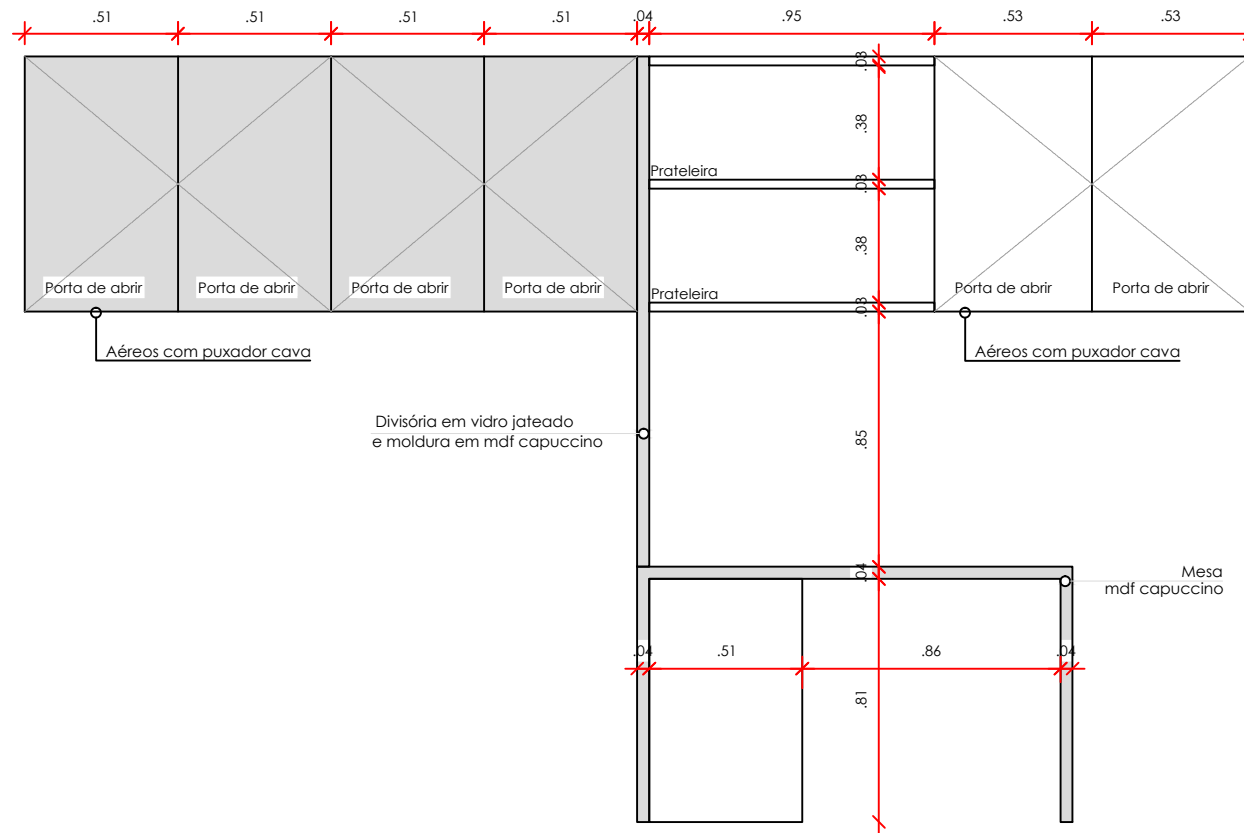 .51 .51 .51 .51 .04 .95 .53 .53
.03
.38
Prateleira
.03
.38
Porta de abrir Porta de abrir Porta de abrir Porta de abrir Prateleira Porta de abrir Porta de abrir
.03
Aéreos com puxador cava Aéreos com puxador cava
Divisória em vidro jateado
e moldura em mdf capuccino
.85
.04
Mesa
mdf capuccino
.04 .51 .86 .04
.81